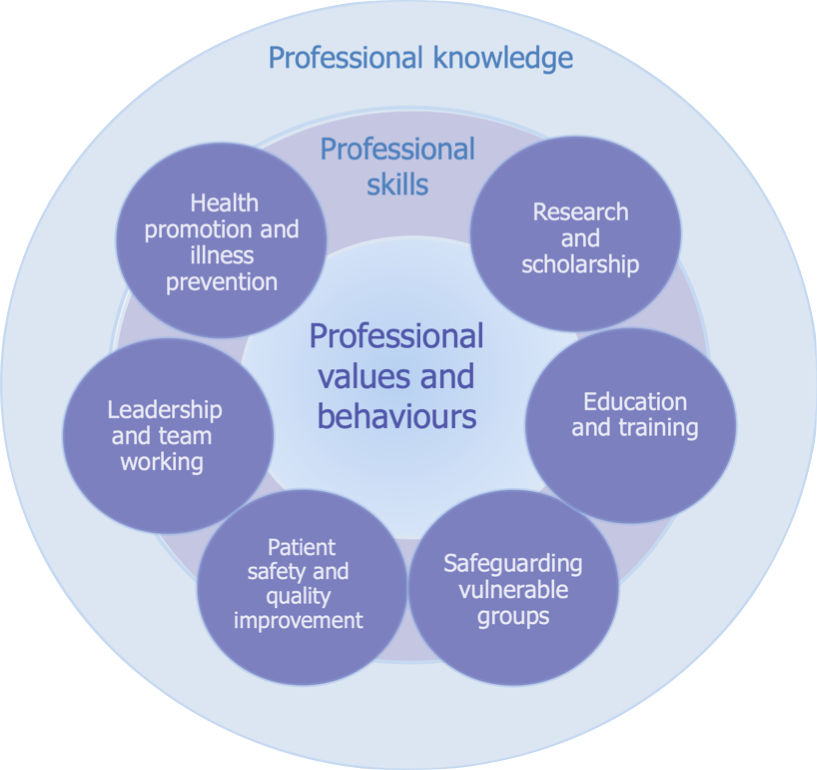 Professional knowledge
Professional
skills
Health
promotion and
illness
prevention
Research
and
scholarship
Professional
values and
behaviours
Leadership
and team
working
Education
and training
Patient
safety and
quality
improvement
Safeguarding
vulnerable
groups